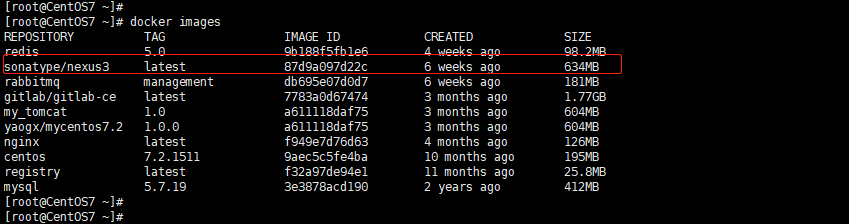 [root@CentOS7 ~]#
[root@CentOS7 ~]# docker images
REPOSITORY TAG IMAGE ID CREATED SIZE
redis 5.0 9b188f5fb1e6 4 weeks ago 98.2MB
sonatype/nexus3 latest 87d9a097d22c 6 weeks ago 634MB
rabbitmq management db695e07d0d7 6 weeks ago 181MB
gitlab/gitlab-ce latest 7783a0d67474 3 months ago 1.77GB
my_tomcat 1.0 a611118daf75 3 months ago 604MB
yaogx/mycentos7.2 1.0.0 a611118daf75 3 months ago 604MB
nginx latest f949e7d76d63 4 months ago 126MB
centos 7.2.1511 9aec5c5fe4ba 10 months ago 195MB
registry latest f32a97de94e1 11 months ago 25.8MB
mysql 5.7.19 3e3878acd190 2 years ago 412MB
[root@CentOS7 ~]#
[root@CentOS7 ~]#